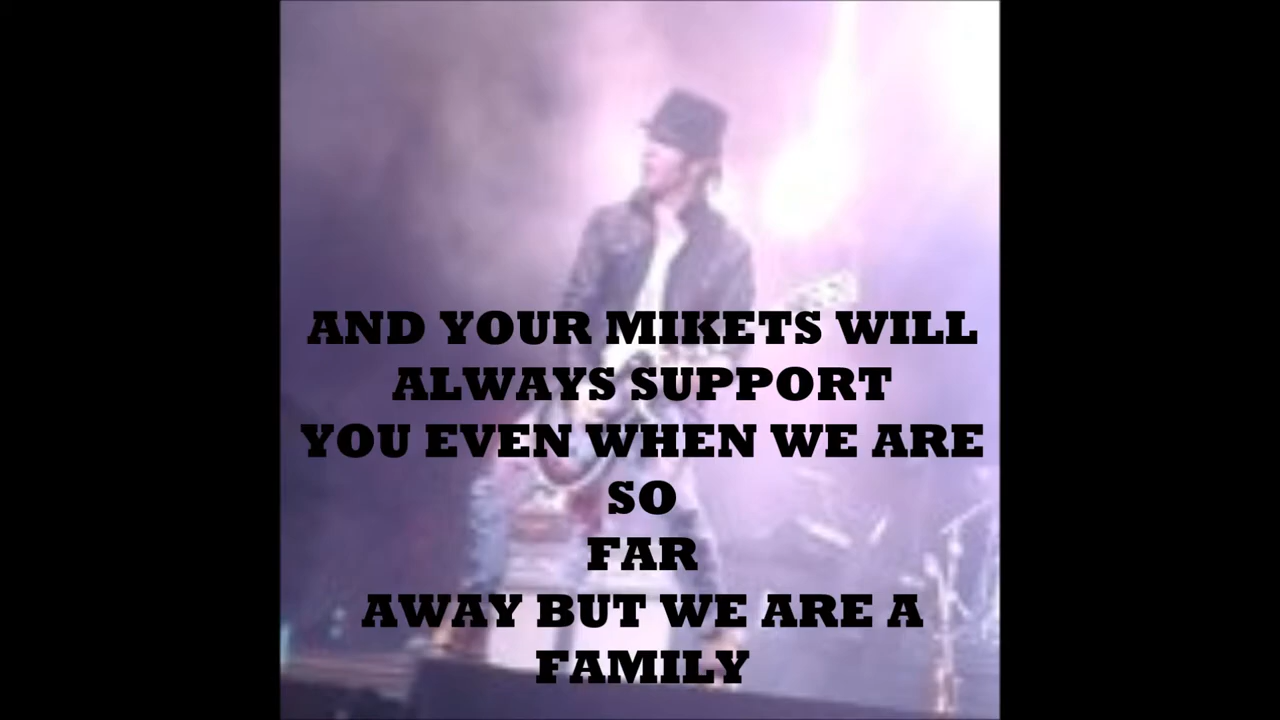 AND YOUR MIKETS WILL
ALWAYS SUPPORT
YOU EVEN WHEN WE ARE
SO
FAR
AWAY BUT WE ARE A
FAMILY